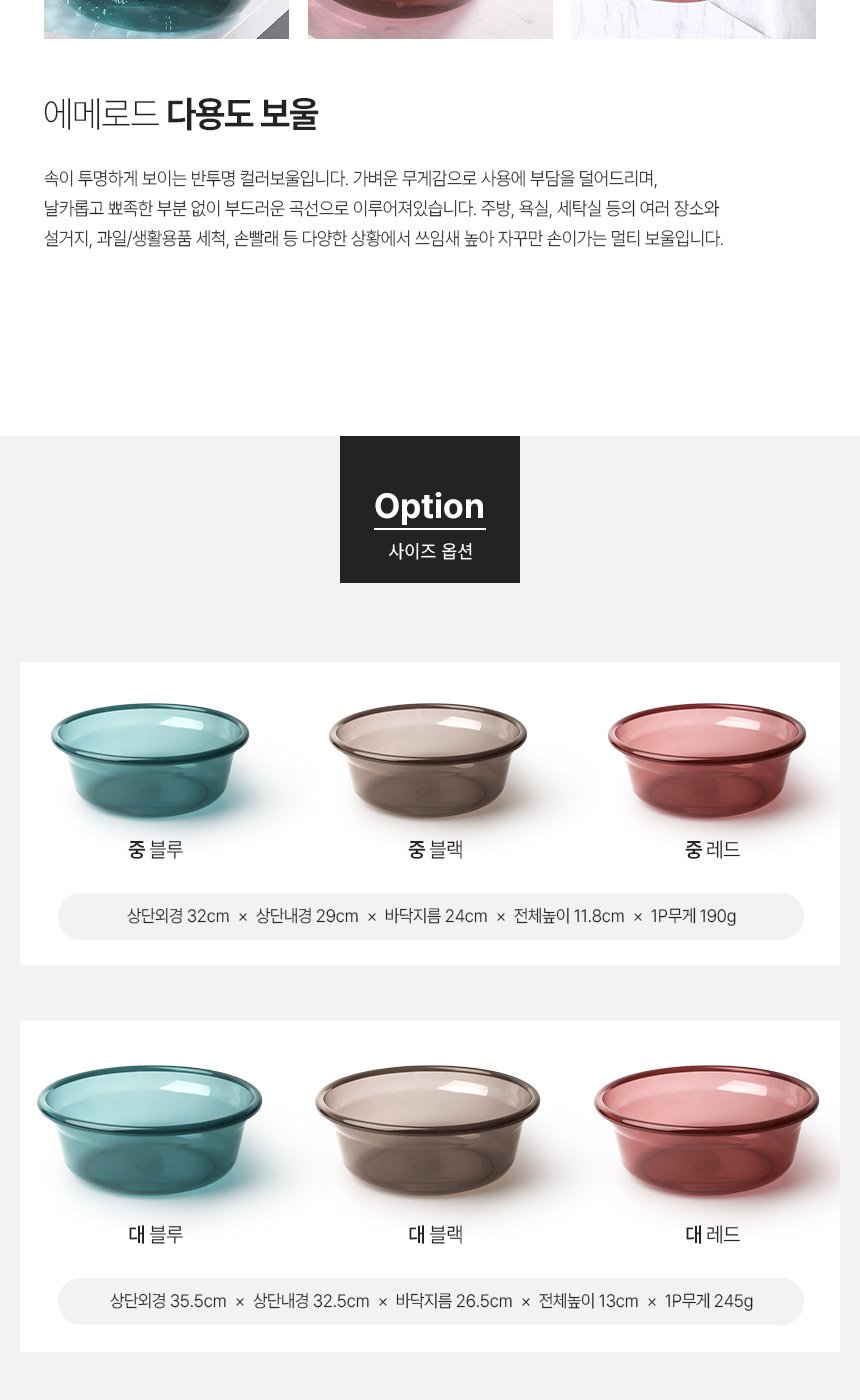 에메로드 다용도 보울
속이 투명하게 보이는 반투명 컬러보울입니다. 가벼운 무게감으로 사용에 부담을 덜어드리며,
날카롭고 뾰족한 부분 없이 부드러운 곡선으로 이루어져있습니다. 주방, 욕실, 세탁실 등의 여러 장소와
설거지, 과일/생활용품 세척, 손빨래 등 다양한 상황에서 쓰임새 높아 자꾸만 손이가는 멀티 보울입니다.
Option
사이즈 옵션
중 블루
중 블랙
중 레드
상단외경 32cm × 상단내경 29cm × 바닥지름 24cm × 전체높이 11.8cm × 1P무게 190g
대 블루
대 블랙
대 레드
상단외경 35.5cm × 상단내경 32.5cm × 바닥지름 26.5cm × 전체높이 13cm × 1P무게 245g